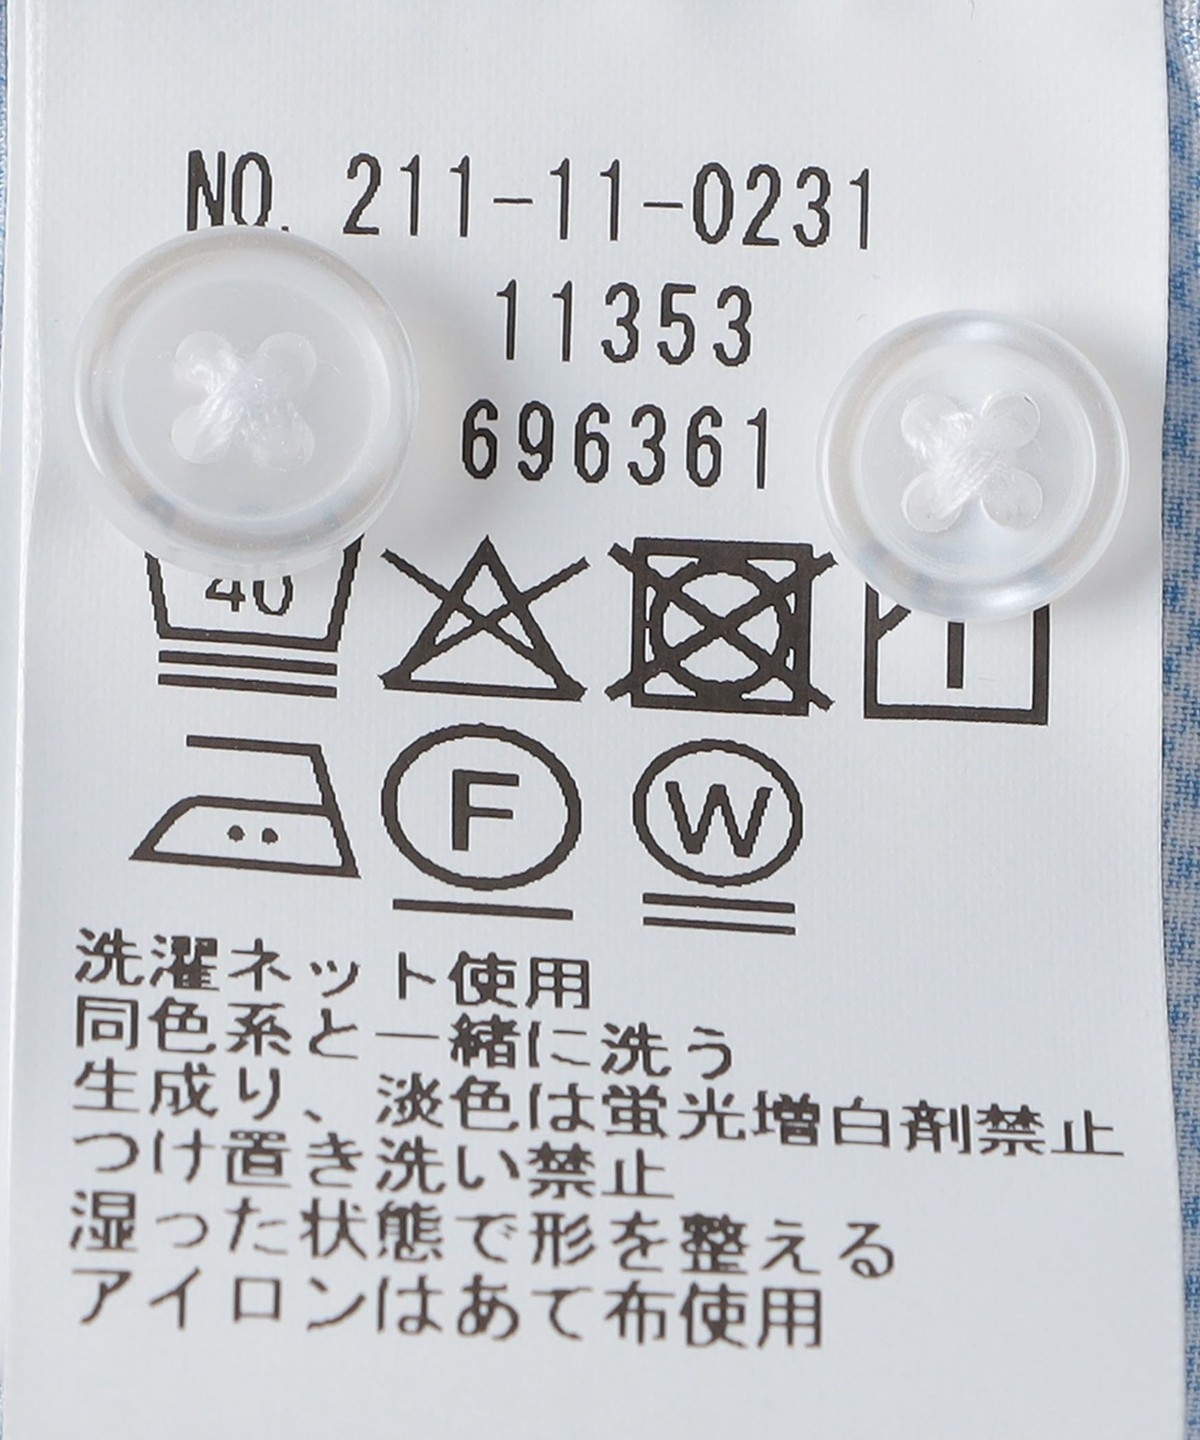 NO. 211-11-0231
11353
696361
40
F W
洗濯ネット使用
同色系と一緒に洗う
生成り、淡色は蛍光増白剤禁止
つけ置き洗い禁止
湿った状態で形を整える
アイロンはあて布使用